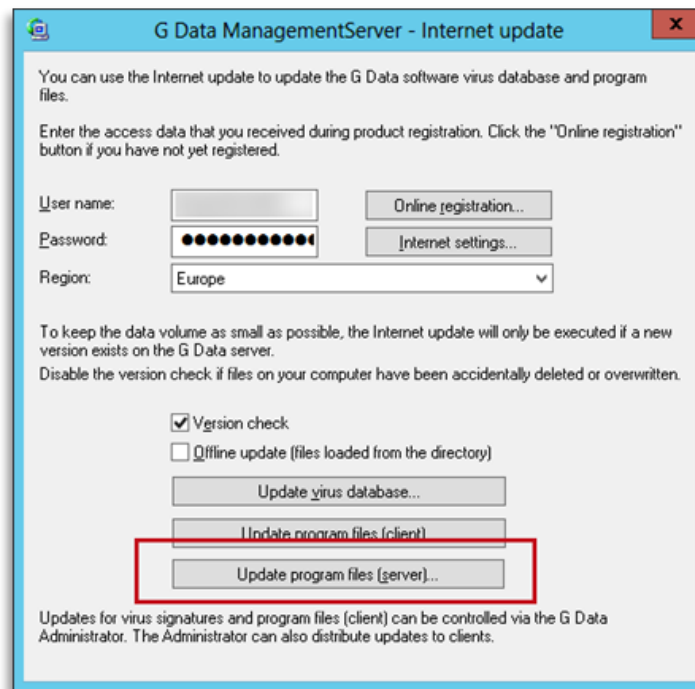 G Data ManagementServer - Internet update
x
You can use the Internet update to update the G Data software virus database and program
files.
Enter the access data that you received during product registration. Click the "Online registration"
button if you have not yet registered.
User name:
Online registration...
Password:
●●●●●●●●●●●
Internet settings...
Region:
Europe
To keep the data volume as small as possible, the Internet update will only be executed if a new
version exists on the G Data server.
Disable the version check if files on your computer have been accidentally deleted or overwritten.
Version check
Offline update (files loaded from the directory)
Update virus database...
Update program files (client)
Update program files (server)...
Updates for virus signatures and program files (client) can be controlled via the G Data
Administrator. The Administrator can also distribute updates to clients.